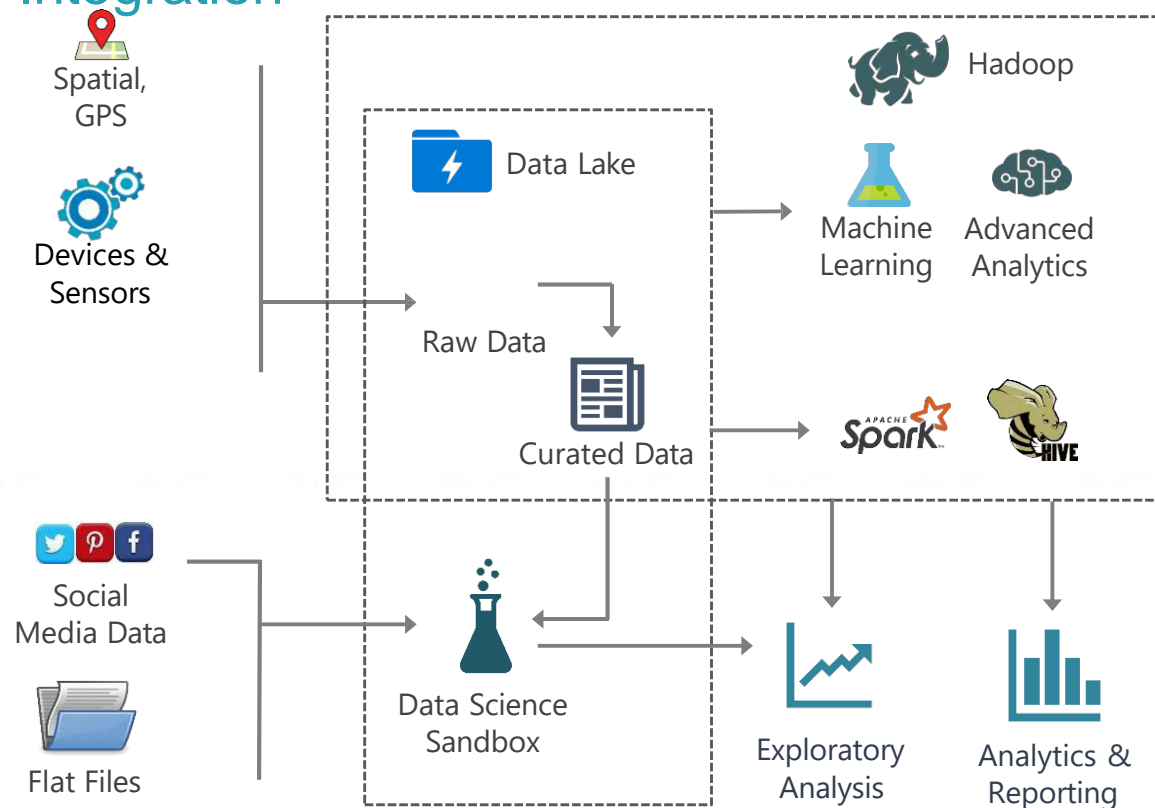 Integration
Spatial,
GPS
Devices &
Sensors
Social
Media Data
Flat Files
Data Lake
Raw Data
Curated Data
Data Science
Sandbox
Hadoop
Machine
Learning
Advanced
Analytics
APACHE
Spark
HIVE
Exploratory
Analysis
Analytics &
Reporting